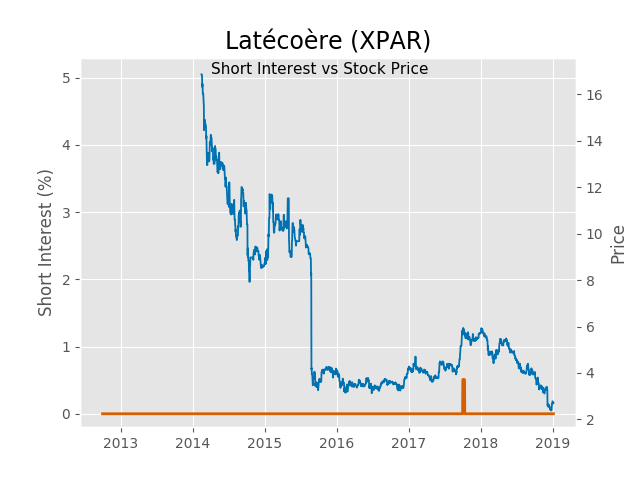 Latécoère (XPAR)
Short Interest vs Stock Price
Short Interest (%)
5
4
3
2
1
0
16
14
12
10
8
6
4
2
Price
2013 2014 2015 2016 2017 2018 2019